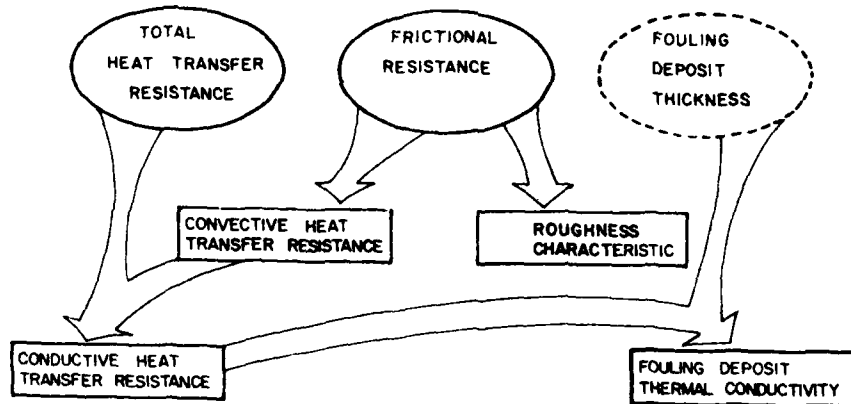 TOTAL
HEAT TRANSFER
RESISTANCE
FRICTIONAL
RESISTANCE
FOULING
DEPOSIT
THICKNESS
CONVECTIVE HEAT
TRANSFER RESISTANCE
ROUGHNESS
CHARACTERISTIC
CONDUCTIVE HEAT
TRANSFER RESISTANCE
FOULING DEPOSIT
THERMAL CONDUCTIVITY